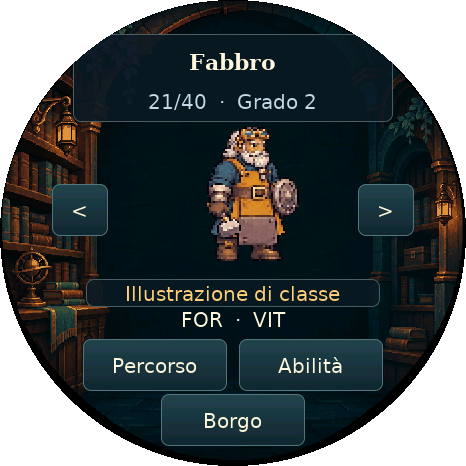 Fabbro
21/40 · Grado 2
< >
Illustrazione di classe
FOR · VIT
Percorso Abilità
Borgo